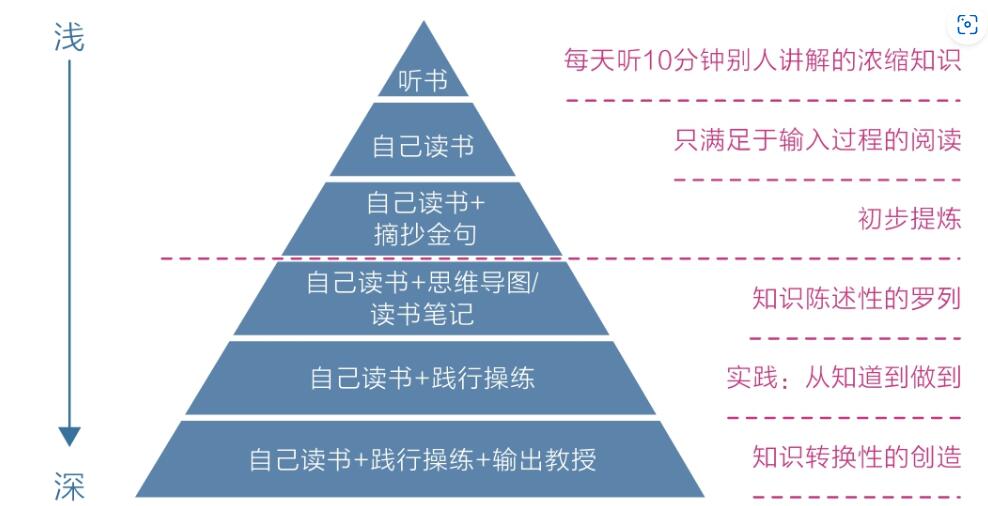 浅
听书
每天听10分钟别人讲解的浓缩知识
自己读书
只满足于输入过程的阅读
自己读书+
摘抄金句
初步提炼
自己读书+思维导图/
读书笔记
知识陈述性的罗列
自己读书+践行操练
实践：从知道到做到
自己读书+践行操练+输出教授
知识转换性的创造
深